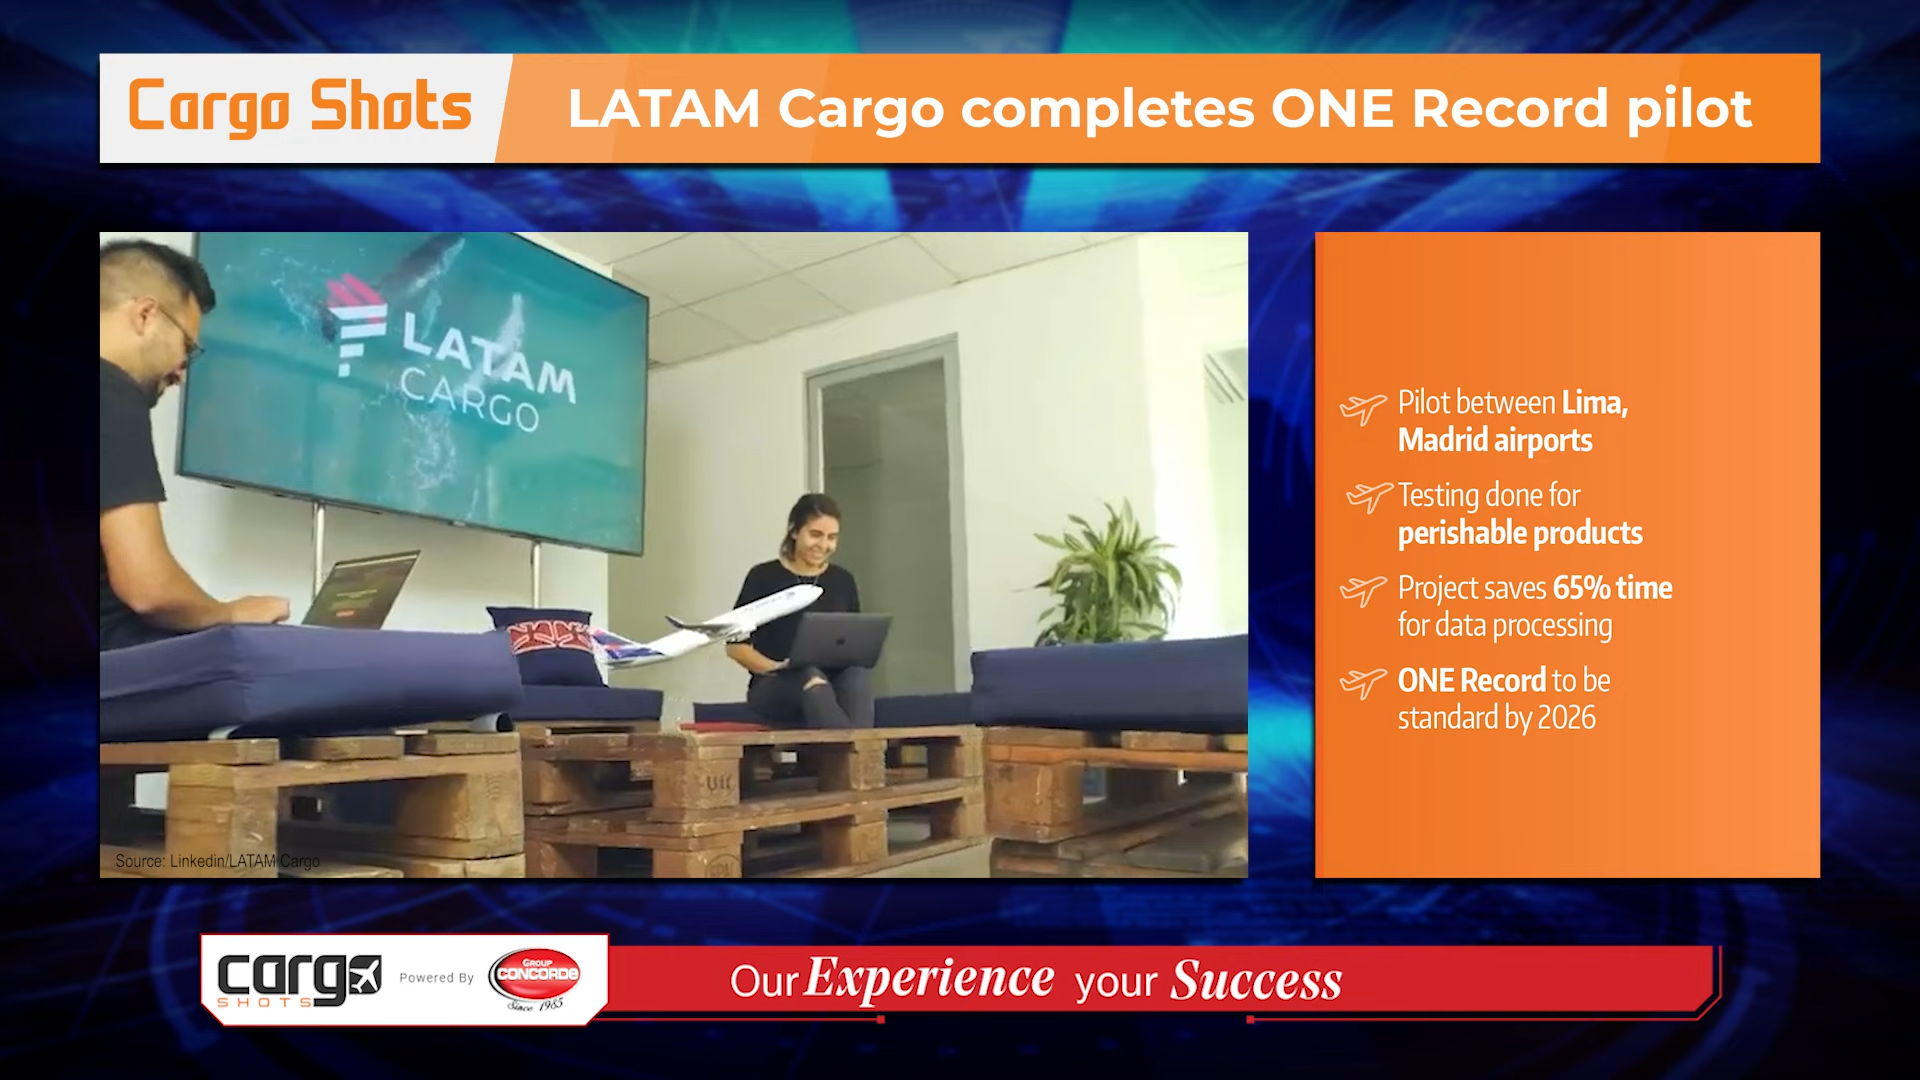 Cargo Shots
LATAM Cargo completes ONE Record pilot
LATAM
CARGO
Pilot between Lima,
Madrid airports
Testing done for
perishable products
Project saves 65% time
for data processing
ONE Record to be
standard by 2026
Source: Linkedin/LATAM Cargo
cargo
SHOTS
Powered By
GROUP
CONCORDE
Since 1985
Our Experience your Success